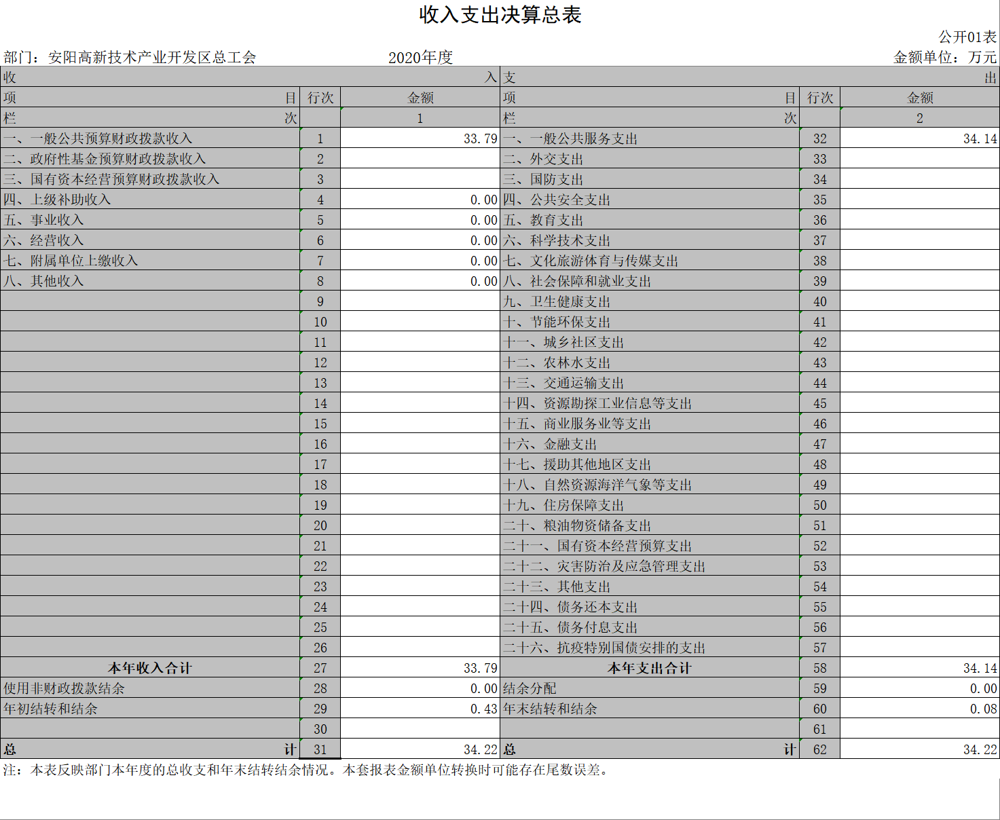 收入支出决算总表
公开01表
部门：安阳高新技术产业开发区总工会 2020年度 金额单位：万元
收 入 支 出
项 目 行次 金额 项 目 行次 金额
栏 次 1 栏 次 2
一、一般公共预算财政拨款收入 1 33.79 一、一般公共服务支出 32 34.14
二、政府性基金预算财政拨款收入 2 二、外交支出 33
三、国有资本经营预算财政拨款收入 3 三、国防支出 34
四、上级补助收入 4 0.00 四、公共安全支出 35
五、事业收入 5 0.00 五、教育支出 36
六、经营收入 6 0.00 六、科学技术支出 37
七、附属单位上缴收入 7 0.00 七、文化旅游体育与传媒支出 38
八、其他收入 8 0.00 八、社会保障和就业支出 39
9 九、卫生健康支出 40
10 十、节能环保支出 41
11 十一、城乡社区支出 42
12 十二、农林水支出 43
13 十三、交通运输支出 44
14 十四、资源勘探工业信息等支出 45
15 十五、商业服务业等支出 46
16 十六、金融支出 47
17 十七、援助其他地区支出 48
18 十八、自然资源海洋气象等支出 49
19 十九、住房保障支出 50
20 二十、粮油物资储备支出 51
21 二十一、国有资本经营预算支出 52
22 二十二、灾害防治及应急管理支出 53
23 二十三、其他支出 54
24 二十四、债务还本支出 55
25 二十五、债务付息支出 56
26 二十六、抗疫特别国债安排的支出 57
本年收入合计 27 33.79 本年支出合计 58 34.14
使用非财政拨款结余 28 0.00 结余分配 59 0.00
年初结转和结余 29 0.43 年末结转和结余 60 0.08
30 61
总 计 31 34.22 总 计 62 34.22
注：本表反映部门本年度的总收支和年末结转结余情况。本套报表金额单位转换时可能存在尾数误差。